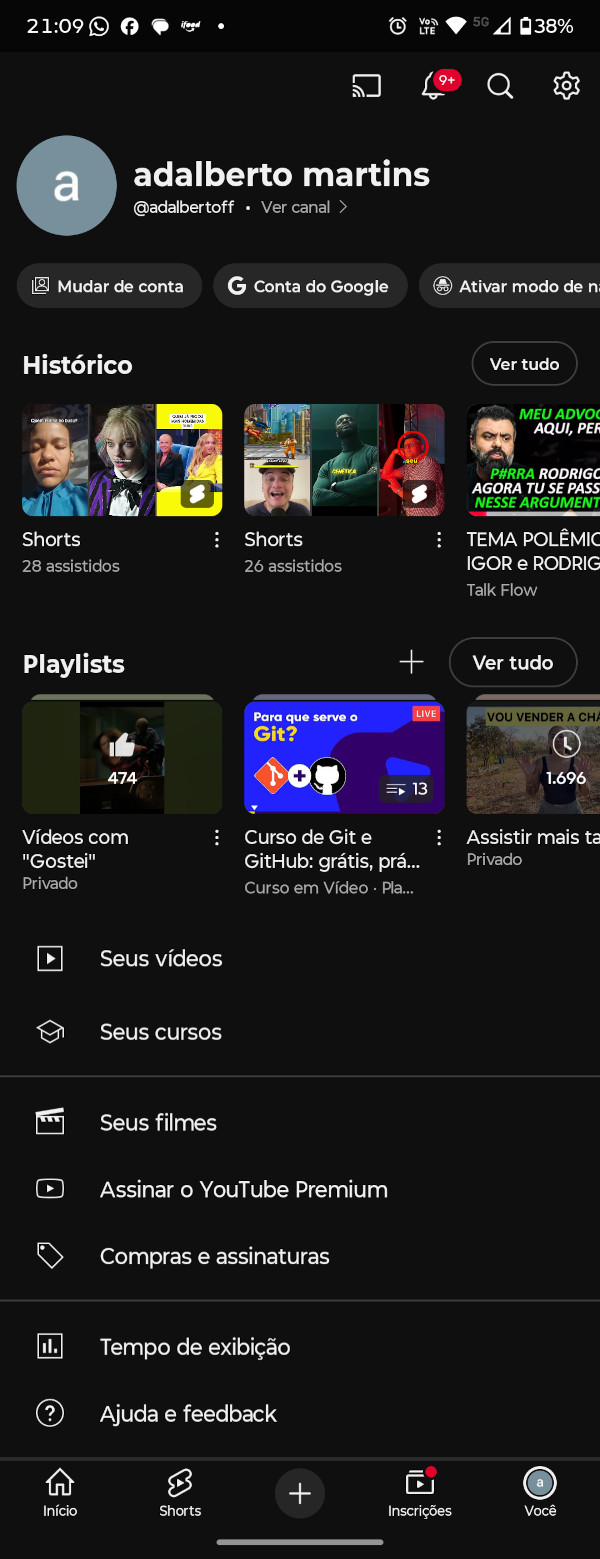 21:09
ifood
Vo))
LTE
5G
38%
9+
a
adalberto martins
@adalbertoff • Ver canal
Mudar de conta
Conta do Google
Ativar modo de na
Histórico
Ver tudo
MEU ADVOG
AQUI, PER
P#RRA RODRIGO
AGORA TU SE PASS
NESSE ARGUMENT
GENÉTICA
Shorts
28 assistidos
Shorts
26 assistidos
TEMA POLÊMIC
IGOR e RODRIG
Talk Flow
Playlists
Ver tudo
474
Para que serve o
Git?
LIVE
13
VOU VENDER A CHÁ
1.696
Vídeos com
"Gostei"
Privado
Curso de Git e
GitHub: grátis, prá...
Curso em Vídeo · Pla...
Assistir mais ta
Privado
Seus vídeos
Seus cursos
Seus filmes
Assinar o YouTube Premium
Compras e assinaturas
Tempo de exibição
Ajuda e feedback
Início
Shorts
Inscrições
a
Você